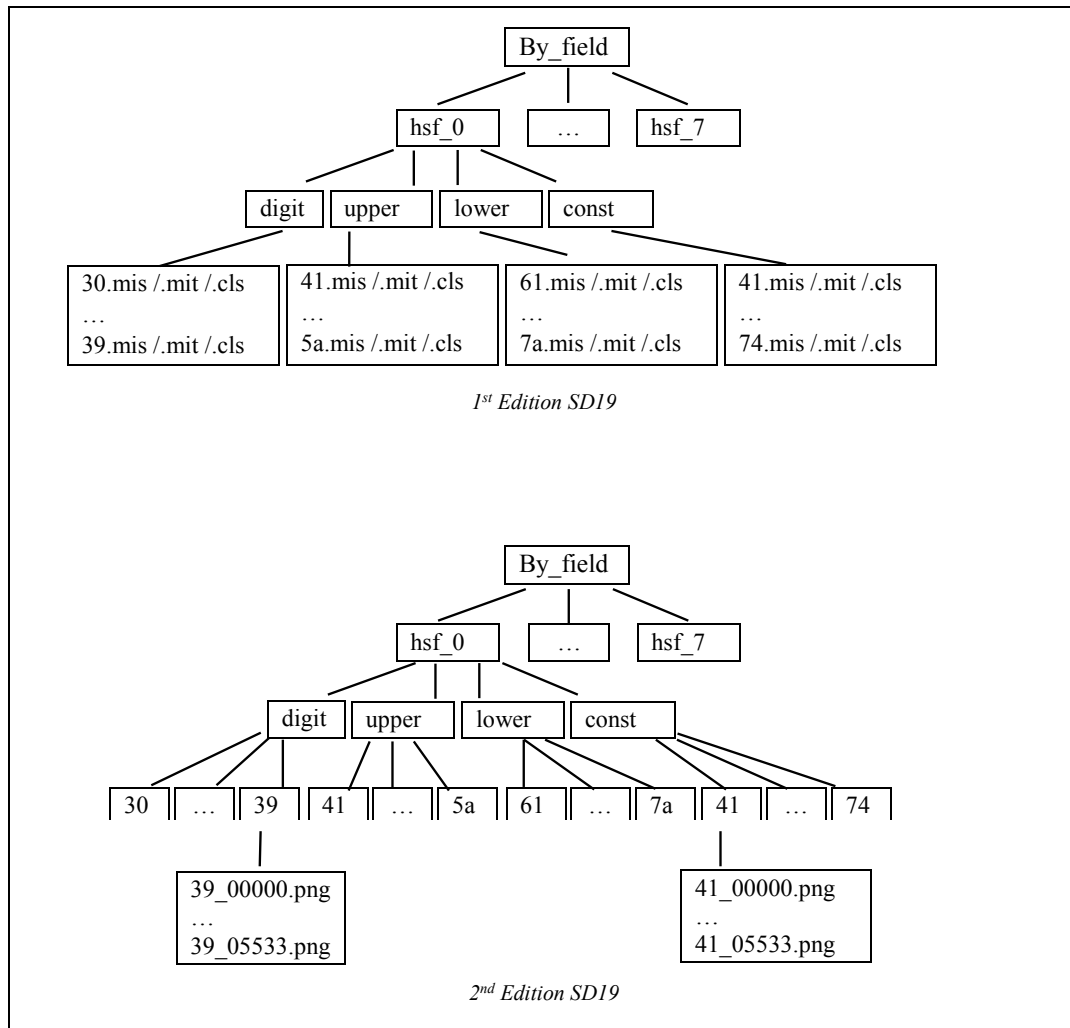 By_field
hsf_0 … hsf_7
digit upper lower const
30.mis /.mit /.cls 41.mis /.mit /.cls 61.mis /.mit /.cls 41.mis /.mit /.cls
… … … …
39.mis /.mit /.cls 5a.mis /.mit /.cls 7a.mis /.mit /.cls 74.mis /.mit /.cls
1st Edition SD19
By_field
hsf_0 … hsf_7
digit upper lower const
30 … 39 41 … 5a 61 … 7a 41 … 74
39_00000.png 41_00000.png
… …
39_05533.png 41_05533.png
2nd Edition SD19